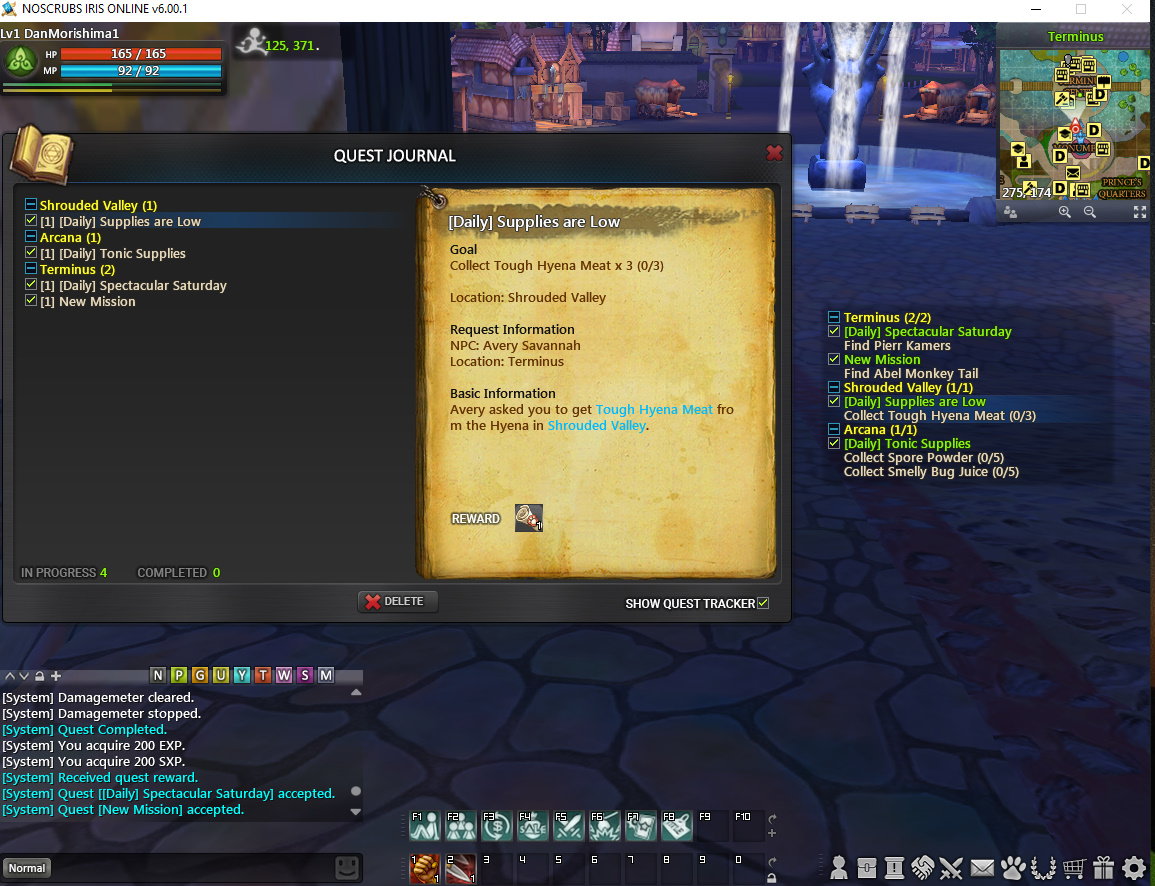 NOSCRUBS IRIS ONLINE v6.00.1
Lv1 DanMorishima1
HP 165 / 165
MP 92 / 92
125, 371.
Terminus
275, 174
PRINCE'S
QUARTERS
QUEST JOURNAL
Shrouded Valley (1)
[1] [Daily] Supplies are Low
Arcana (1)
[1] [Daily] Tonic Supplies
Terminus (2)
[1] [Daily] Spectacular Saturday
[1] New Mission
IN PROGRESS 4 COMPLETED 0
[Daily] Supplies are Low
Goal
Collect Tough Hyena Meat x 3 (0/3)
Location: Shrouded Valley
Request Information
NPC: Avery Savannah
Location: Terminus
Basic Information
Avery asked you to get Tough Hyena Meat fro
m the Hyena in Shrouded Valley.
REWARD 1
DELETE
SHOW QUEST TRACKER
Terminus (2/2)
[Daily] Spectacular Saturday
Find Pierr Kamers
New Mission
Find Abel Monkey Tail
Shrouded Valley (1/1)
[Daily] Supplies are Low
Collect Tough Hyena Meat (0/3)
Arcana (1/1)
[Daily] Tonic Supplies
Collect Spore Powder (0/5)
Collect Smelly Bug Juice (0/5)
N P G U Y T W S M
[System] Damagemeter cleared.
[System] Damagemeter stopped.
[System] Quest Completed.
[System] You acquire 200 EXP.
[System] You acquire 200 SXP.
[System] Received quest reward.
[System] Quest [[Daily] Spectacular Saturday] accepted.
[System] Quest [New Mission] accepted.
Normal
F1 F2 F3 F4 F5 F6 F7 F8 F9 F10
SALE
1 2 3 4 5 6 7 8 9 0
1 1